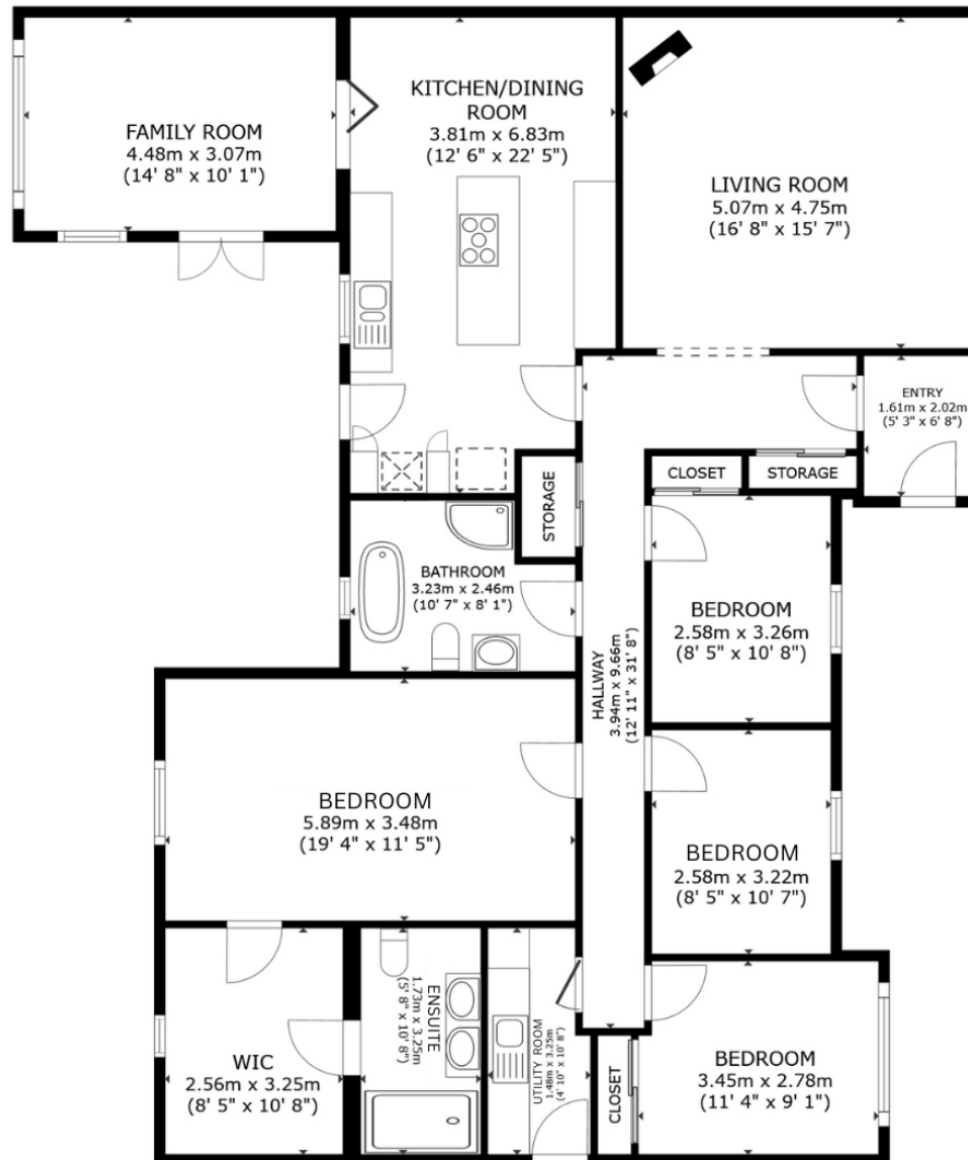 KITCHEN/DINING
ROOM
3.81m x 6.83m
(12' 6" x 22' 5")
FAMILY ROOM
4.48m x 3.07m
(14' 8" x 10' 1")
LIVING ROOM
5.07m x 4.75m
(16' 8" x 15' 7")
ENTRY
1.61m x 2.02m
(5' 3" x 6' 8")
CLOSET
STORAGE
STORAGE
BATHROOM
3.23m x 2.46m
(10' 7" x 8' 1")
BEDROOM
2.58m x 3.26m
(8' 5" x 10' 8")
HALLWAY
3.94m x 9.66m
(12' 11" x 31' 8")
BEDROOM
5.89m x 3.48m
(19' 4" x 11' 5")
BEDROOM
2.58m x 3.22m
(8' 5" x 10' 7")
ENSUITE
1.73m x 3.25m
(5' 8" x 10' 8")
UTILITY ROOM
1.48m x 3.25m
(4' 10" x 10' 8")
WIC
2.56m x 3.25m
(8' 5" x 10' 8")
CLOSET
BEDROOM
3.45m x 2.78m
(11' 4" x 9' 1")